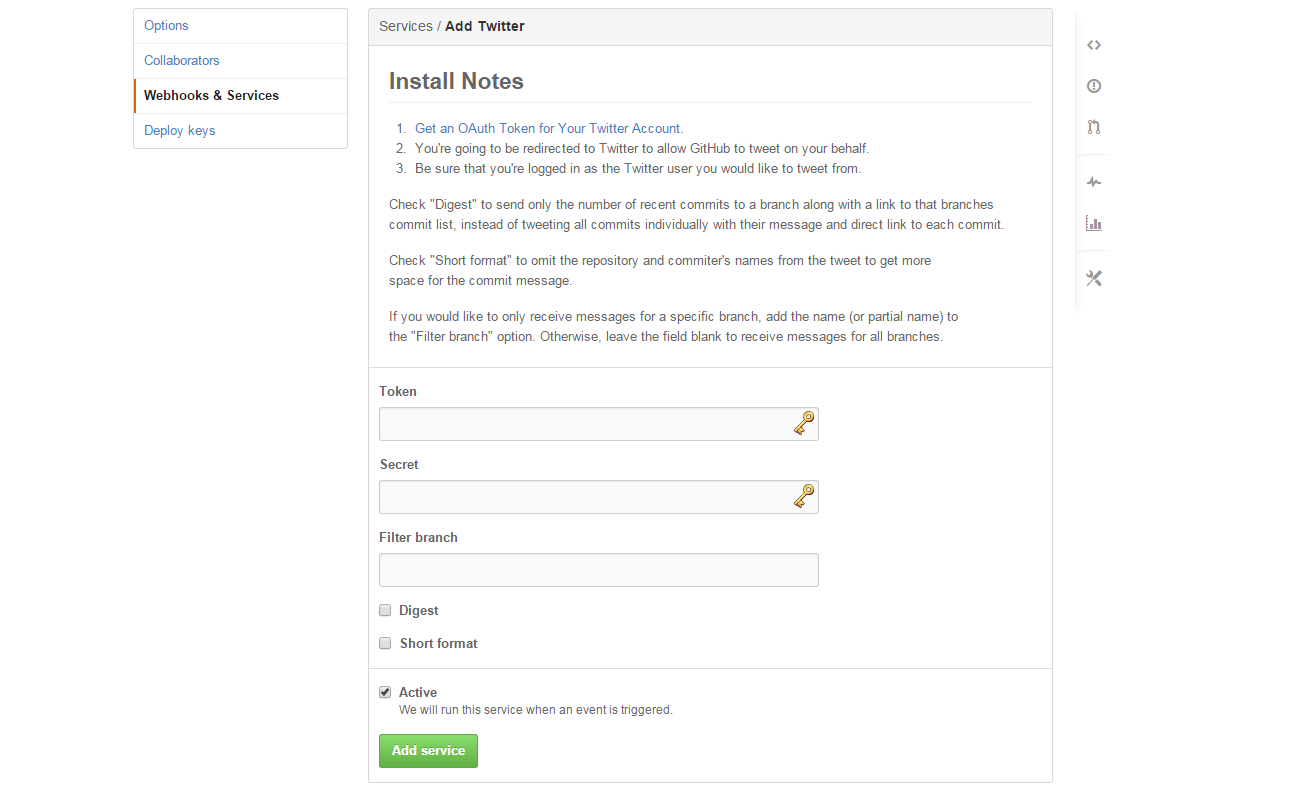 Options
Collaborators
Webhooks & Services
Deploy keys
Services / Add Twitter
Install Notes
1. Get an OAuth Token for Your Twitter Account.
2. You're going to be redirected to Twitter to allow GitHub to tweet on your behalf.
3. Be sure that you're logged in as the Twitter user you would like to tweet from.
Check "Digest" to send only the number of recent commits to a branch along with a link to that branches
commit list, instead of tweeting all commits individually with their message and direct link to each commit.
Check "Short format" to omit the repository and commiter's names from the tweet to get more
space for the commit message.
If you would like to only receive messages for a specific branch, add the name (or partial name) to
the "Filter branch" option. Otherwise, leave the field blank to receive messages for all branches.
Token
Secret
Filter branch
Digest
Short format
Active
We will run this service when an event is triggered.
Add service